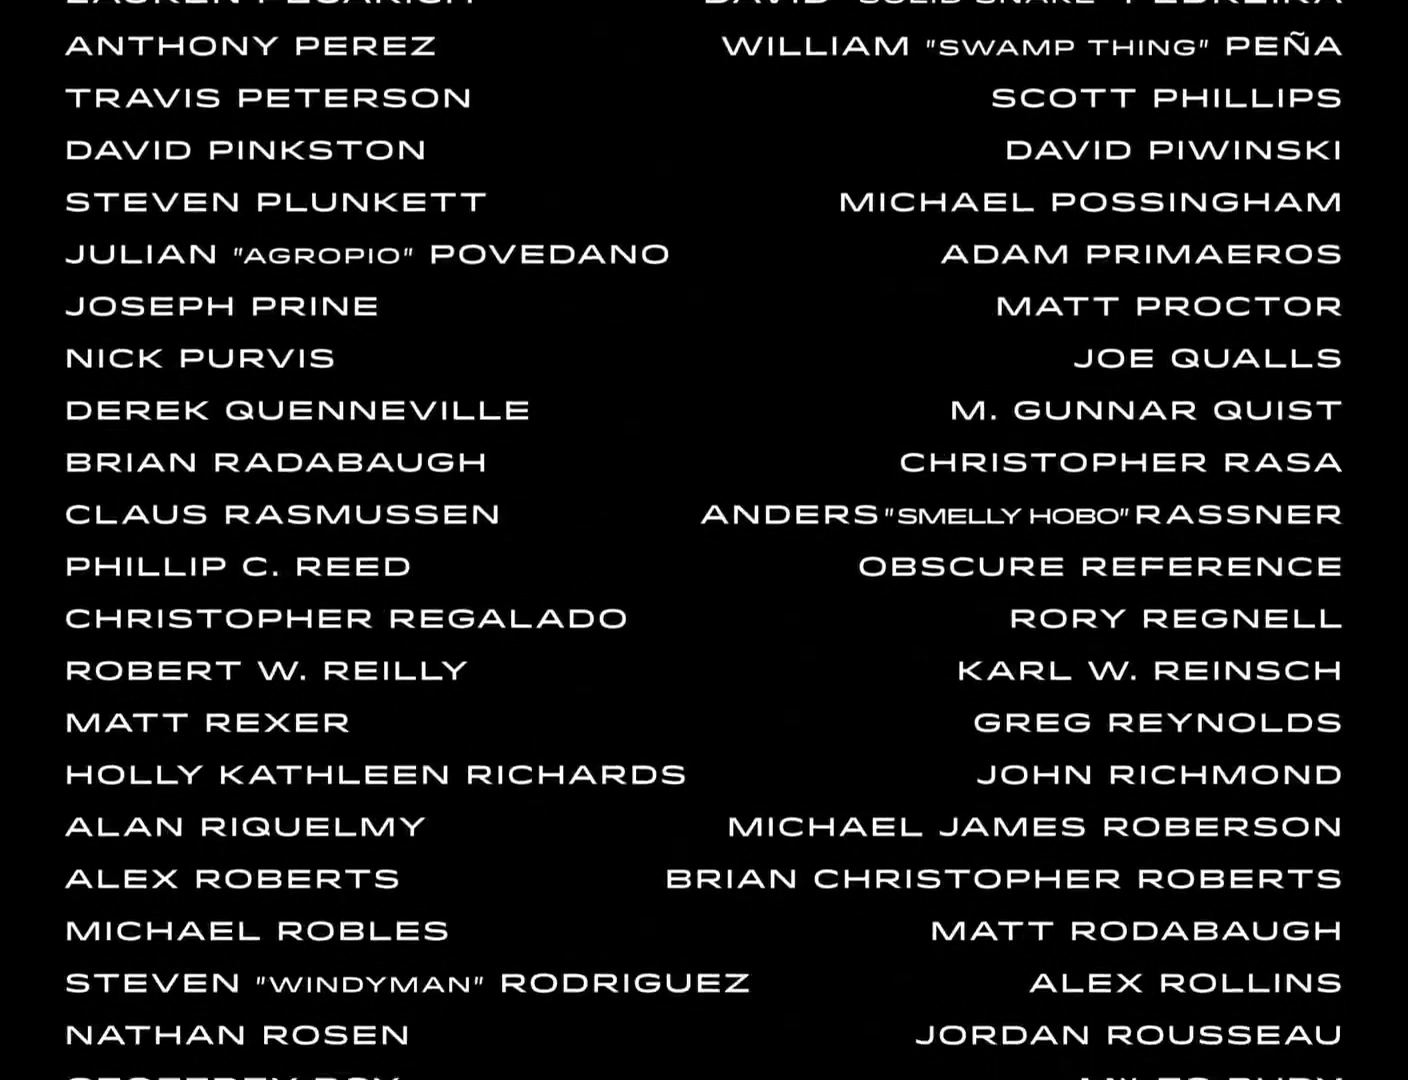 ANTHONY PEREZ WILLIAM "SWAMP THING" PEÑA
TRAVIS PETERSON SCOTT PHILLIPS
DAVID PINKSTON DAVID PIWINSKI
STEVEN PLUNKETT MICHAEL POSSINGHAM
JULIAN "AGROPIO" POVEDANO ADAM PRIMAEROS
JOSEPH PRINE MATT PROCTOR
NICK PURVIS JOE QUALLS
DEREK QUENNEVILLE M. GUNNAR QUIST
BRIAN RADABAUGH CHRISTOPHER RASA
CLAUS RASMUSSEN ANDERS "SMELLY HOBO" RASSNER
PHILLIP C. REED OBSCURE REFERENCE
CHRISTOPHER REGALADO RORY REGNELL
ROBERT W. REILLY KARL W. REINSCH
MATT REXER GREG REYNOLDS
HOLLY KATHLEEN RICHARDS JOHN RICHMOND
ALAN RIQUELMY MICHAEL JAMES ROBERSON
ALEX ROBERTS BRIAN CHRISTOPHER ROBERTS
MICHAEL ROBLES MATT RODABAUGH
STEVEN "WINDYMAN" RODRIGUEZ ALEX ROLLINS
NATHAN ROSEN JORDAN ROUSSEAU